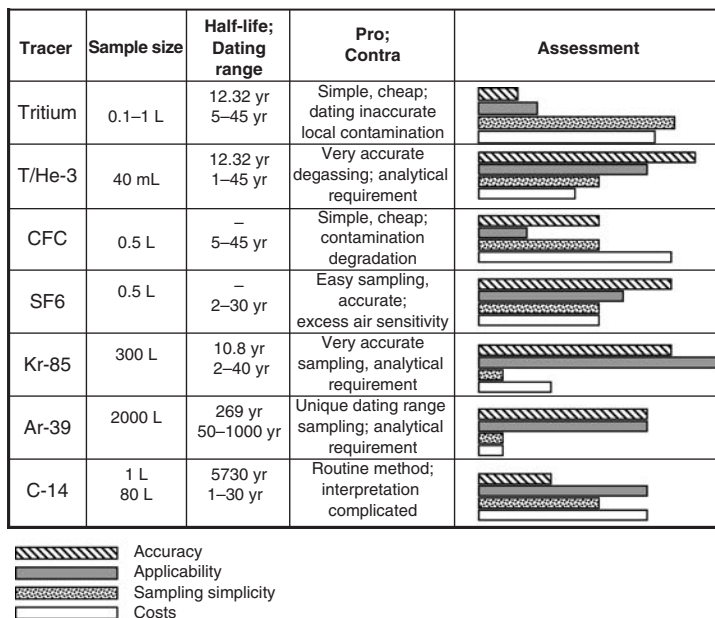 Tracer Sample size Half-life; Dating range Pro; Contra Assessment
Tritium
0.1–1 L
12.32 yr
5–45 yr
Simple, cheap;
dating inaccurate
local contamination
T/He-3
40 mL
12.32 yr
1–45 yr
Very accurate
degassing; analytical
requirement
CFC
0.5 L
–
5–45 yr
Simple, cheap;
contamination
degradation
SF6
0.5 L
–
2–30 yr
Easy sampling,
accurate;
excess air sensitivity
Kr-85
300 L
10.8 yr
2–40 yr
Very accurate
sampling, analytical
requirement
Ar-39
2000 L
269 yr
50–1000 yr
Unique dating range
sampling; analytical
requirement
C-14
1 L
80 L
5730 yr
1–30 yr
Routine method;
interpretation
complicated
Accuracy
Applicability
Sampling simplicity
Costs